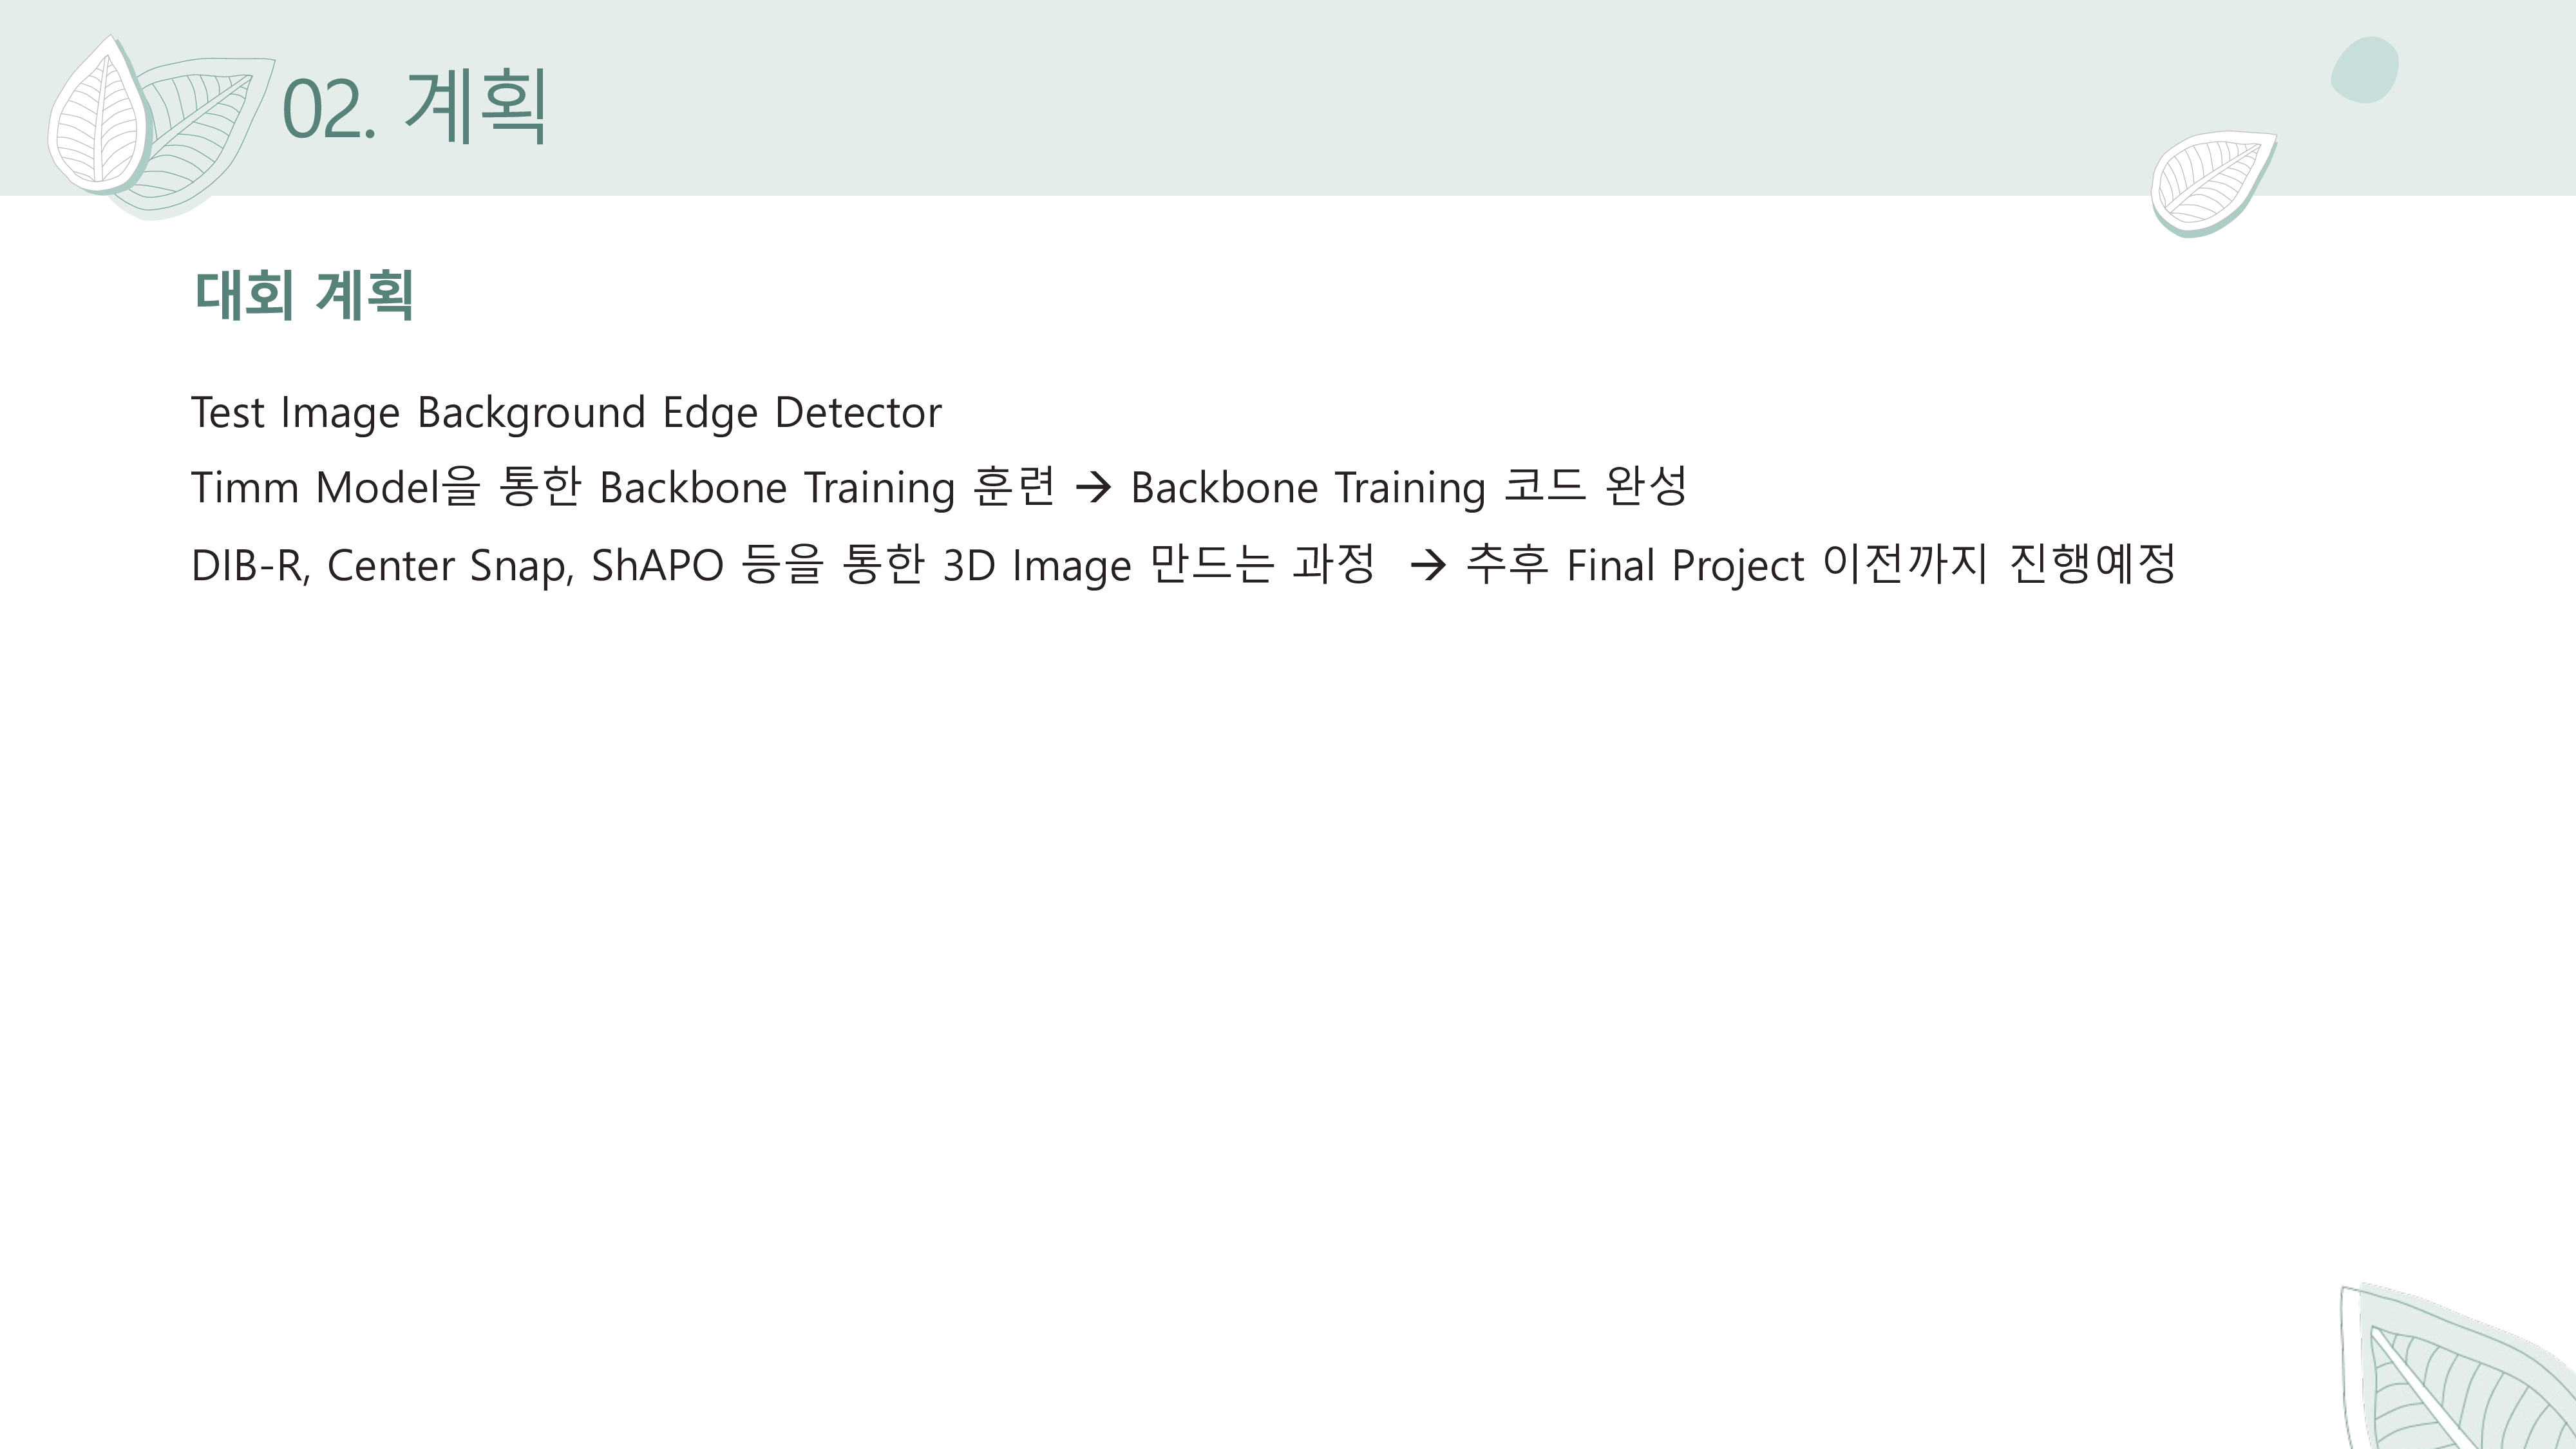 02. 계획
대회 계획
Test Image Background Edge Detector
Timm Model을 통한 Backbone Training 훈련 → Backbone Training 코드 완성
DIB-R, Center Snap, ShAPO 등을 통한 3D Image 만드는 과정 → 추후 Final Project 이전까지 진행예정